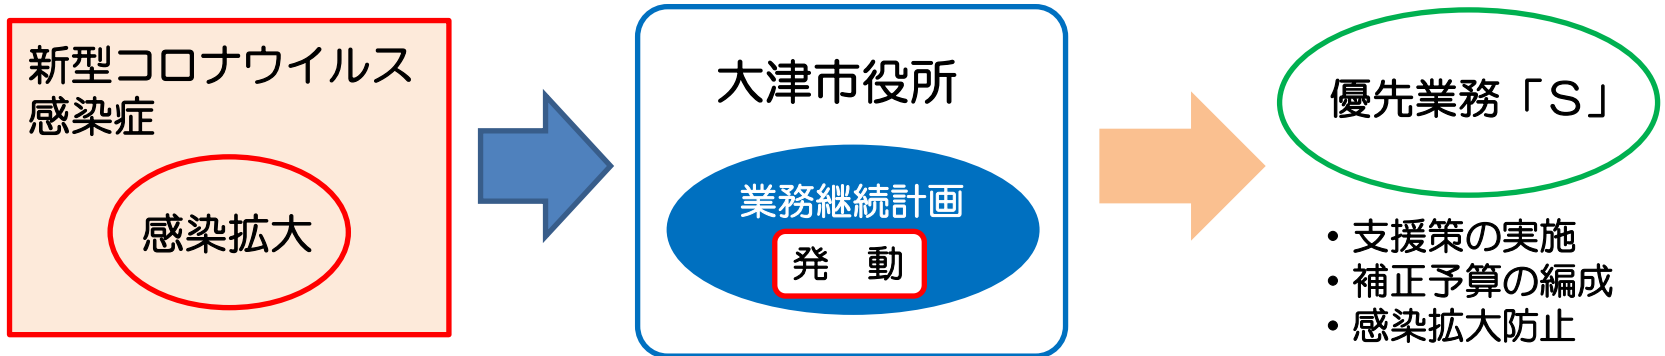 新型コロナウイルス
感染症
感染拡大
大津市役所
業務継続計画
発　動
優先業務「Ｓ」
・支援策の実施
・補正予算の編成
・感染拡大防止